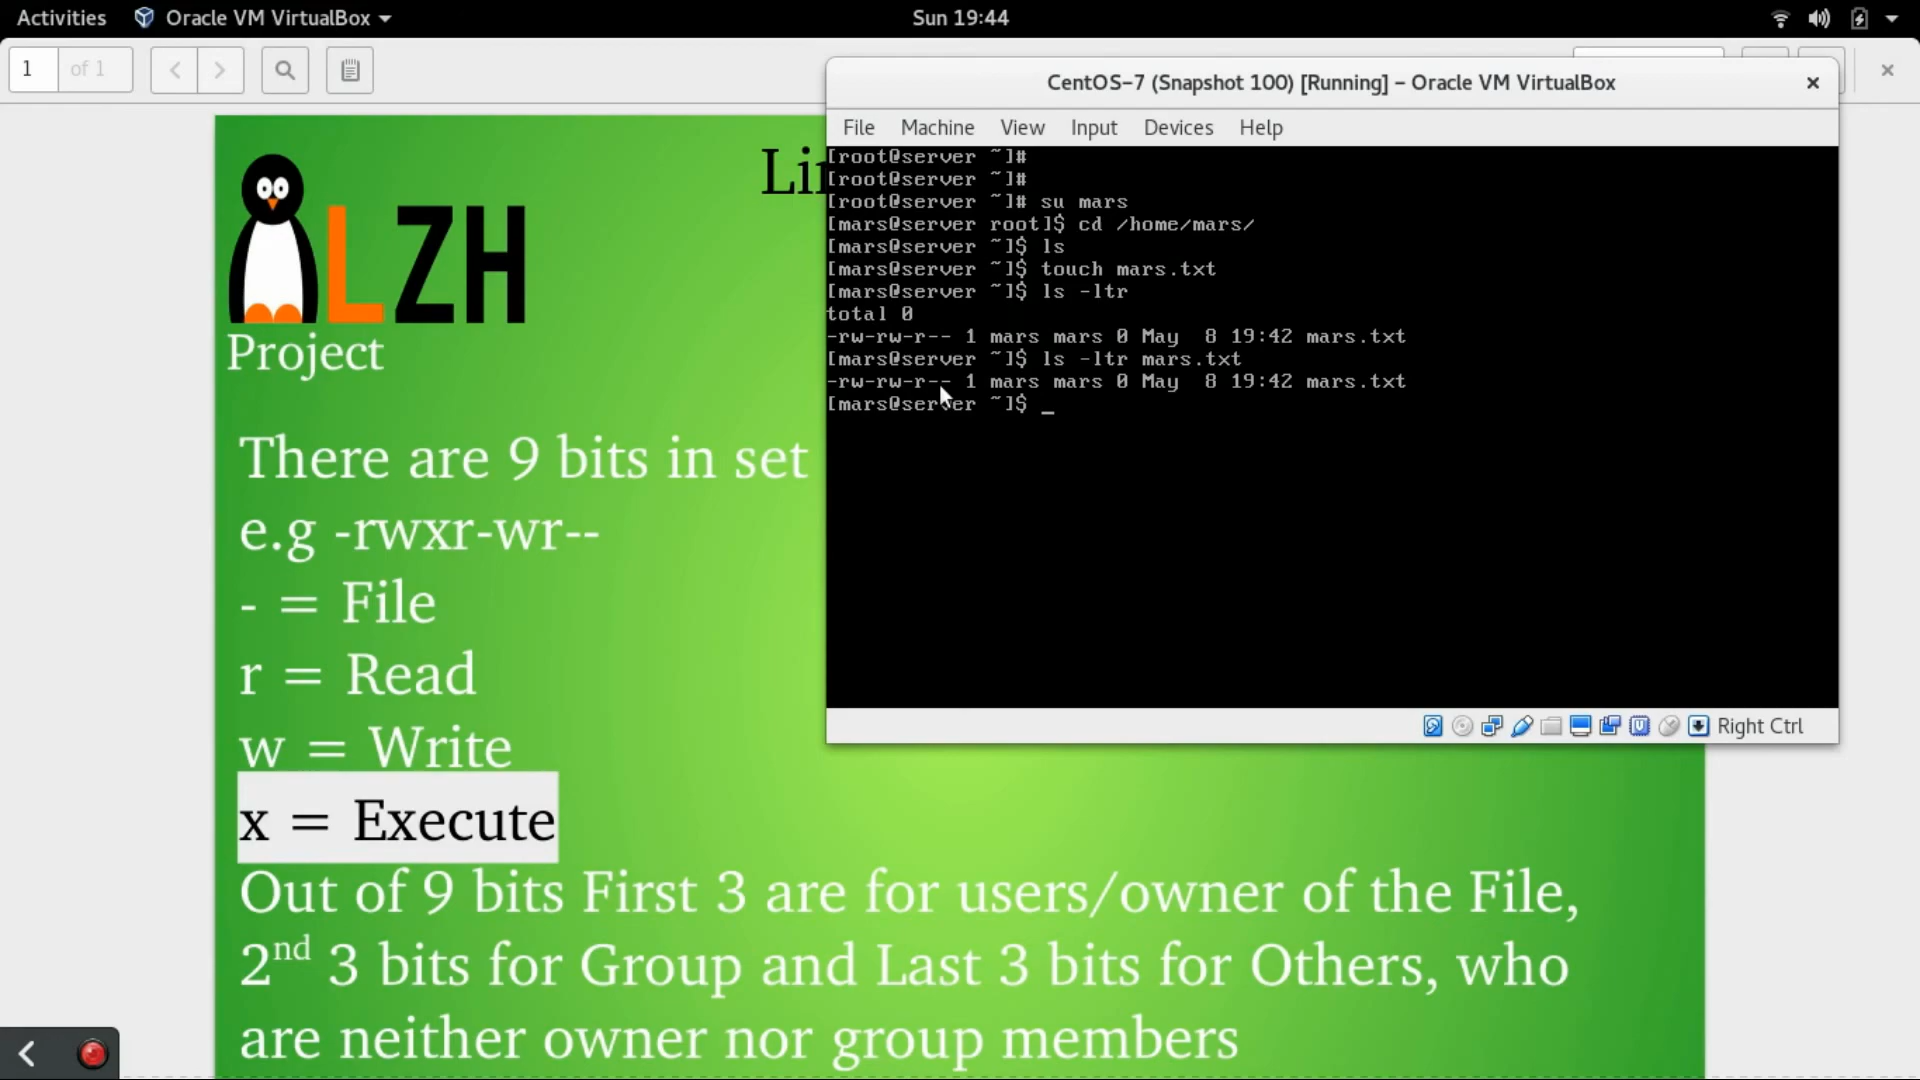 Activities Oracle VM VirtualBox Sun 19:44
1 of 1
CentOS-7 (Snapshot 100) [Running] – Oracle VM VirtualBox
File Machine View Input Devices Help
[root@server ~]#
[root@server ~]#
[root@server ~]# su mars
[mars@server root]$ cd /home/mars/
[mars@server ~]$ ls
[mars@server ~]$ touch mars.txt
[mars@server ~]$ ls -ltr
total 0
-rw-rw-r-- 1 mars mars 0 May  8 19:42 mars.txt
[mars@server ~]$ ls -ltr mars.txt
-rw-rw-r-- 1 mars mars 0 May  8 19:42 mars.txt
[mars@server ~]$ _
Right Ctrl
LZH
Project
There are 9 bits in set
e.g -rwxr-wr--
- = File
r = Read
w = Write
x = Execute
Out of 9 bits First 3 are for users/owner of the File,
2nd 3 bits for Group and Last 3 bits for Others, who
are neither owner nor group members